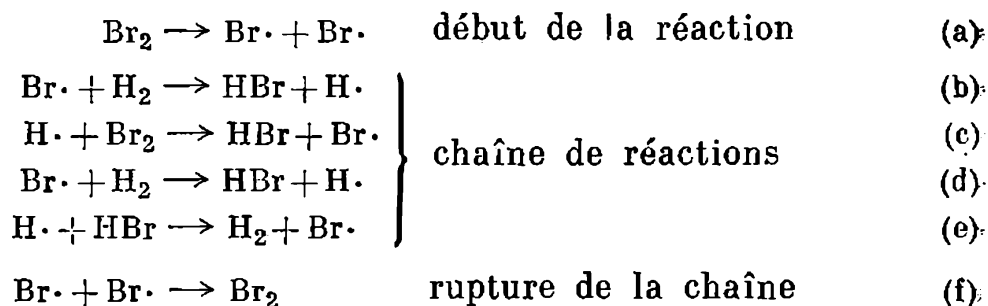 Br₂ → Br· + Br· début de la réaction (a)
Br· + H₂ → HBr + H· (b)
H· + Br₂ → HBr + Br· (c)
chaîne de réactions
Br· + H₂ → HBr + H· (d)
H· + HBr → H₂ + Br· (e)
Br· + Br· → Br₂ rupture de la chaîne (f)